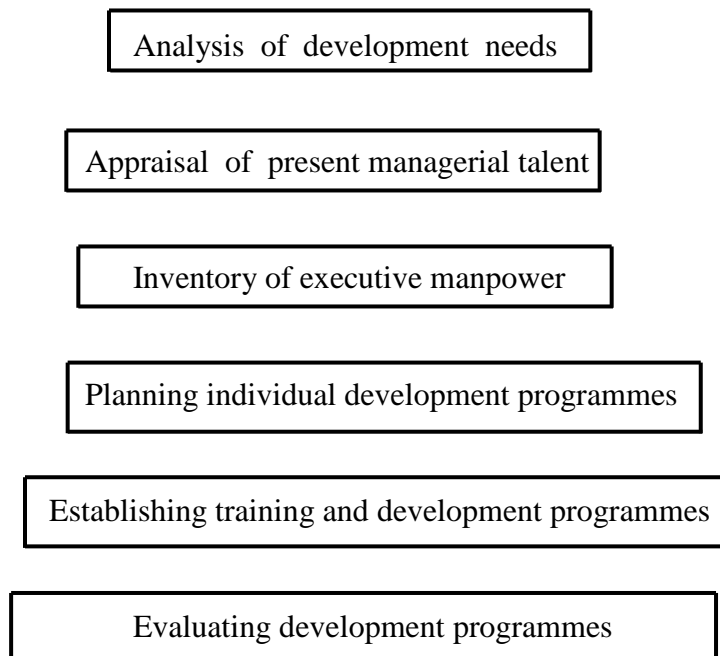 Analysis of development needs
Appraisal of present managerial talent
Inventory of executive manpower
Planning individual development programmes
Establishing training and development programmes
Evaluating development programmes